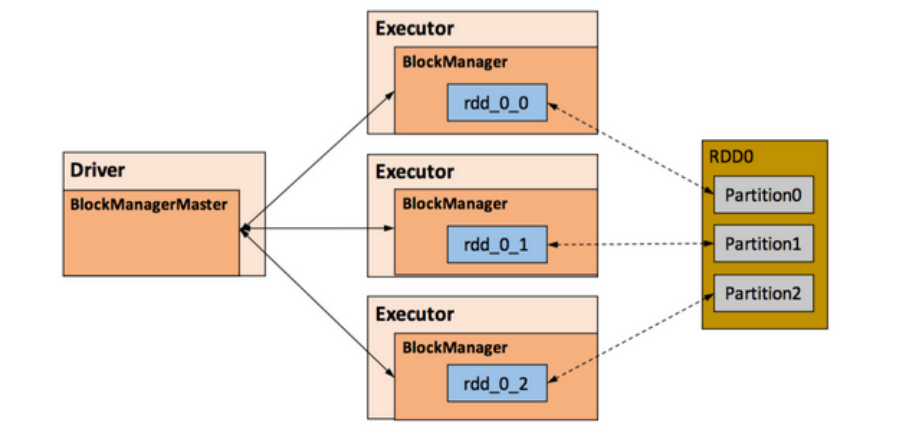 Executor
BlockManager
rdd_0_0
Driver
BlockManagerMaster
Executor
BlockManager
rdd_0_1
Executor
BlockManager
rdd_0_2
RDD0
Partition0
Partition1
Partition2